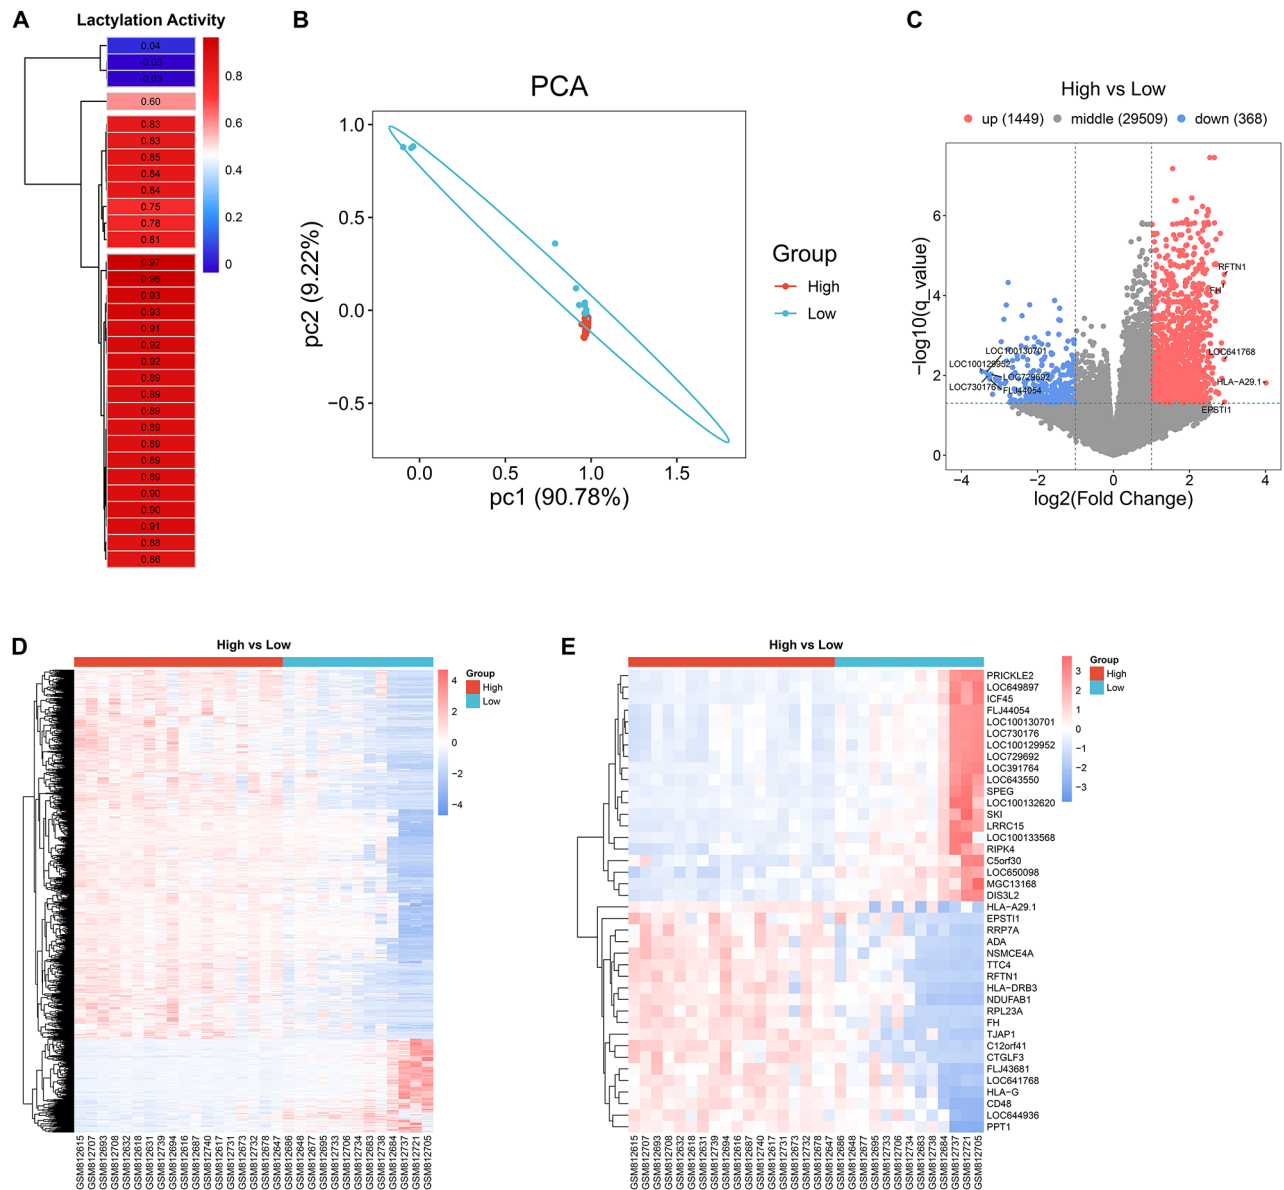 A
Lactylation Activity
0.04
-0.03
-0.03
0.60
0.83
0.83
0.85
0.84
0.84
0.75
0.78
0.81
0.97
0.96
0.93
0.93
0.91
0.92
0.92
0.89
0.89
0.89
0.89
0.89
0.89
0.89
0.90
0.90
0.91
0.88
0.86
0.8
0.6
0.4
0.2
0
B
PCA
1.0
0.5
0.0
−0.5
pc2 (9.22%)
0.0
0.5
1.0
1.5
pc1 (90.78%)
Group
High
Low
C
High vs Low
up (1449)
middle (29509)
down (368)
6
4
2
0
−log10(q_value)
RFTN1
FH
LOC641768
HLA-A29.1
EPSTI1
LOC100130701
LOC100129952
LOC729692
LOC730176
FLJ44054
−4
−2
0
2
4
log2(Fold Change)
D
High vs Low
4
2
0
−2
−4
Group
High
Low
GSM812615
GSM812707
GSM812693
GSM812708
GSM812632
GSM812618
GSM812631
GSM812739
GSM812694
GSM812616
GSM812687
GSM812740
GSM812617
GSM812731
GSM812673
GSM812732
GSM812678
GSM812647
GSM812686
GSM812648
GSM812677
GSM812695
GSM812733
GSM812706
GSM812734
GSM812683
GSM812738
GSM812684
GSM812737
GSM812721
GSM812705
E
High vs Low
PRICKLE2
LOC649897
ICF45
FLJ44054
LOC100130701
LOC730176
LOC100129952
LOC729692
LOC391764
LOC643550
SPEG
LOC100132620
SKI
LRRC15
LOC100133568
RIPK4
C5orf30
LOC650098
MGC13168
DIS3L2
HLA−A29.1
EPSTI1
RRP7A
ADA
NSMCE4A
TTC4
RFTN1
HLA−DRB3
NDUFAB1
RPL23A
FH
TJAP1
C12orf41
CTGLF3
FLJ43681
LOC641768
HLA−G
CD48
LOC644936
PPT1
3
2
1
0
−1
−2
−3
Group
High
Low
GSM812615
GSM812707
GSM812693
GSM812708
GSM812632
GSM812618
GSM812631
GSM812739
GSM812694
GSM812616
GSM812687
GSM812740
GSM812617
GSM812731
GSM812673
GSM812732
GSM812678
GSM812647
GSM812686
GSM812648
GSM812677
GSM812695
GSM812733
GSM812706
GSM812734
GSM812683
GSM812738
GSM812684
GSM812737
GSM812721
GSM812705